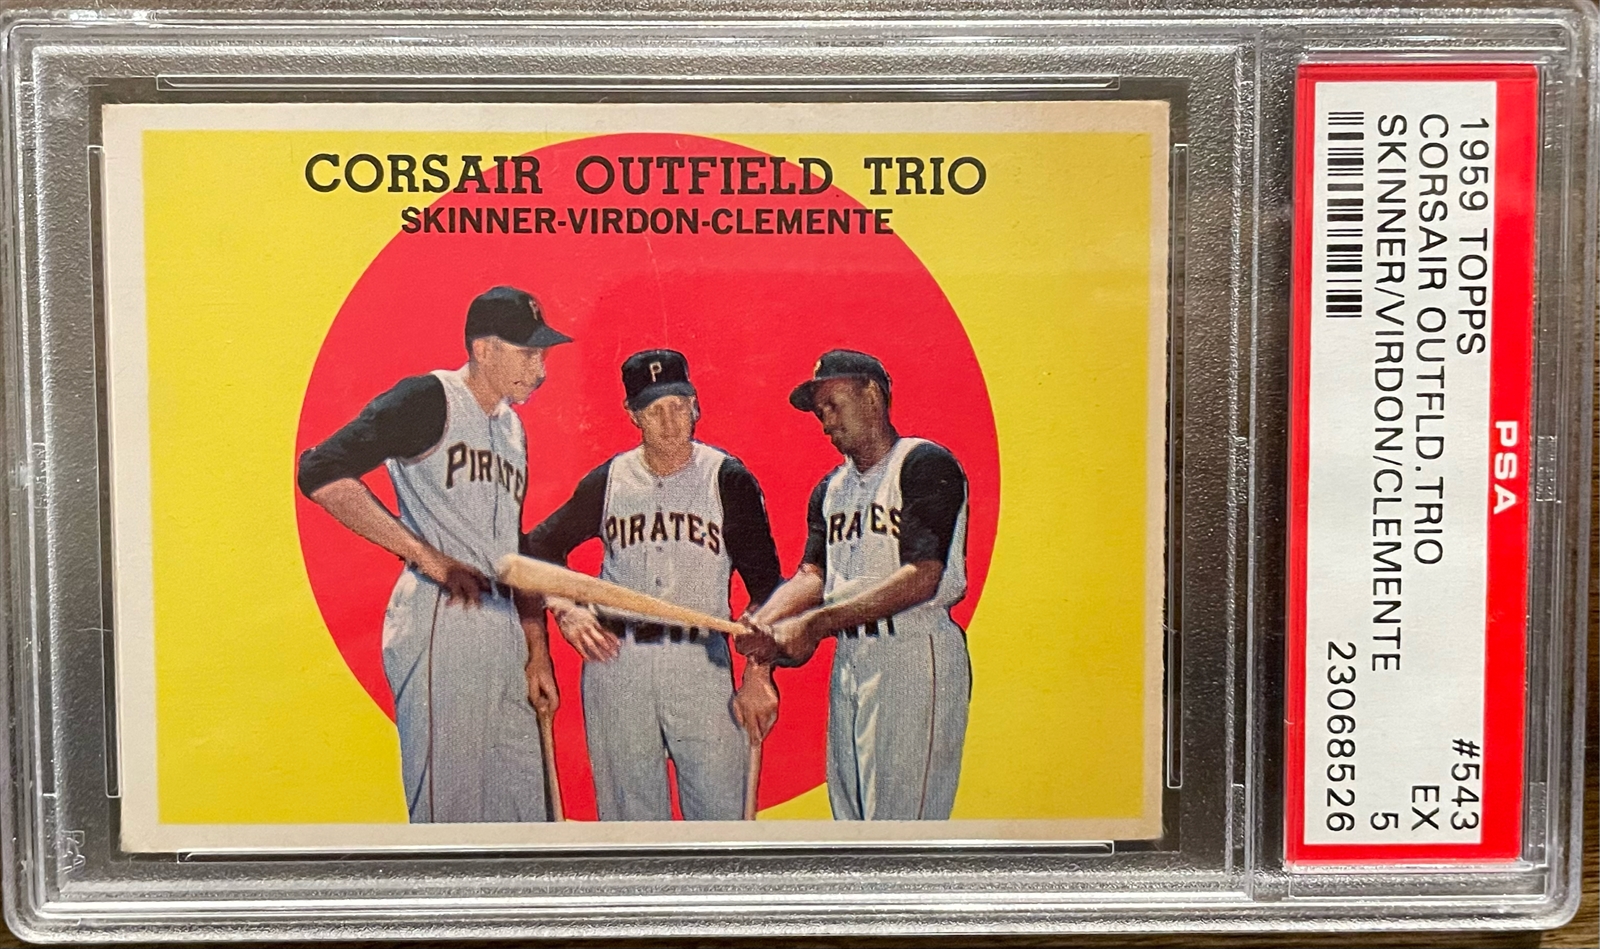 CORSAIR OUTFIELD TRIO
SKINNER-VIRDON-CLEMENTE
P
P
PIRATE
PIRATES
RATES
PSA
1959 TOPPS #543
CORSAIR OUTFLD.TRIO EX
SKINNER/VIRDON/CLEMENTE 5
23068526